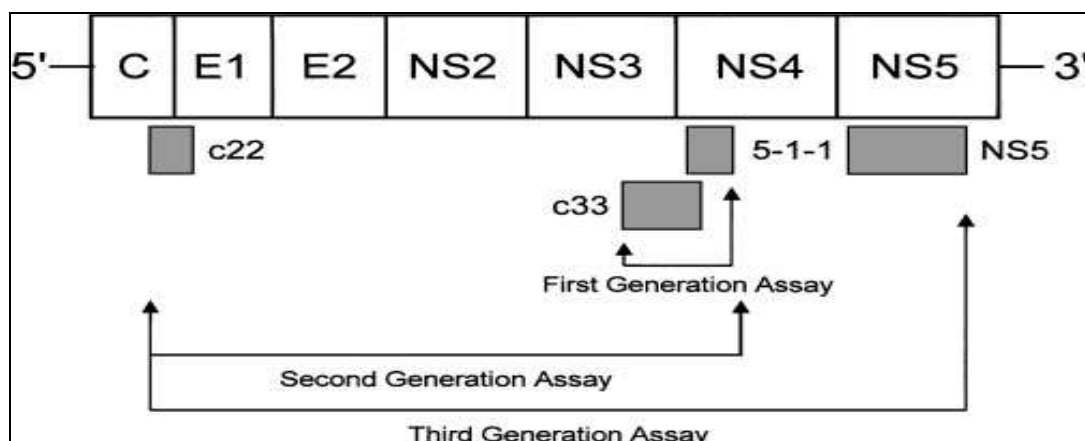 5' C E1 E2 NS2 NS3 NS4 NS5 3'
c22 5-1-1 NS5
c33
First Generation Assay
Second Generation Assay
Third Generation Assay